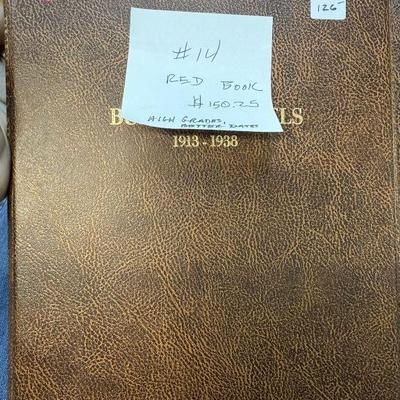 126-
#14
RED BOOK
$150.25
HIGH GRADES,
BETTER DATES
1913-1938